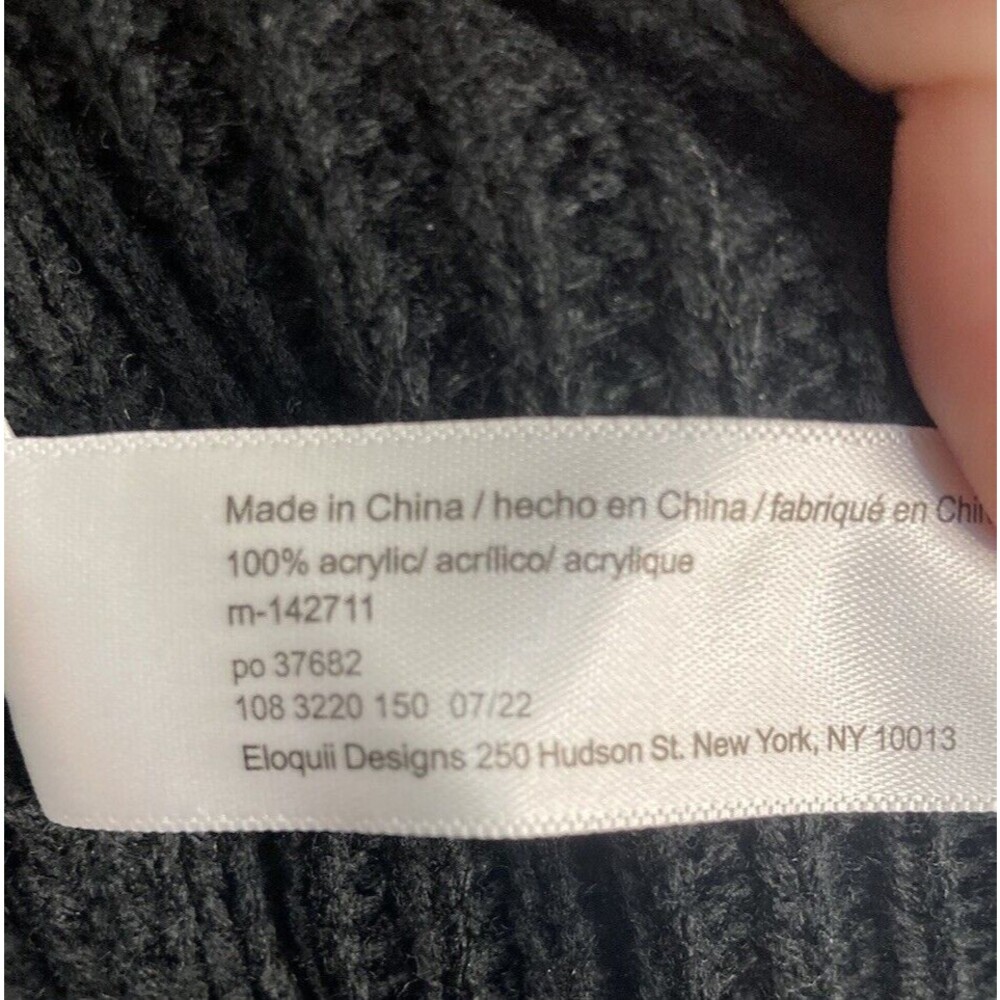 Made in China / hecho en China / fabriqué en
100% acrylic/ acrílico/ acrylique
m-142711
po 37682
108 3220 150 07/22
Eloquii Designs 250 Hudson St. New York, NY 10013